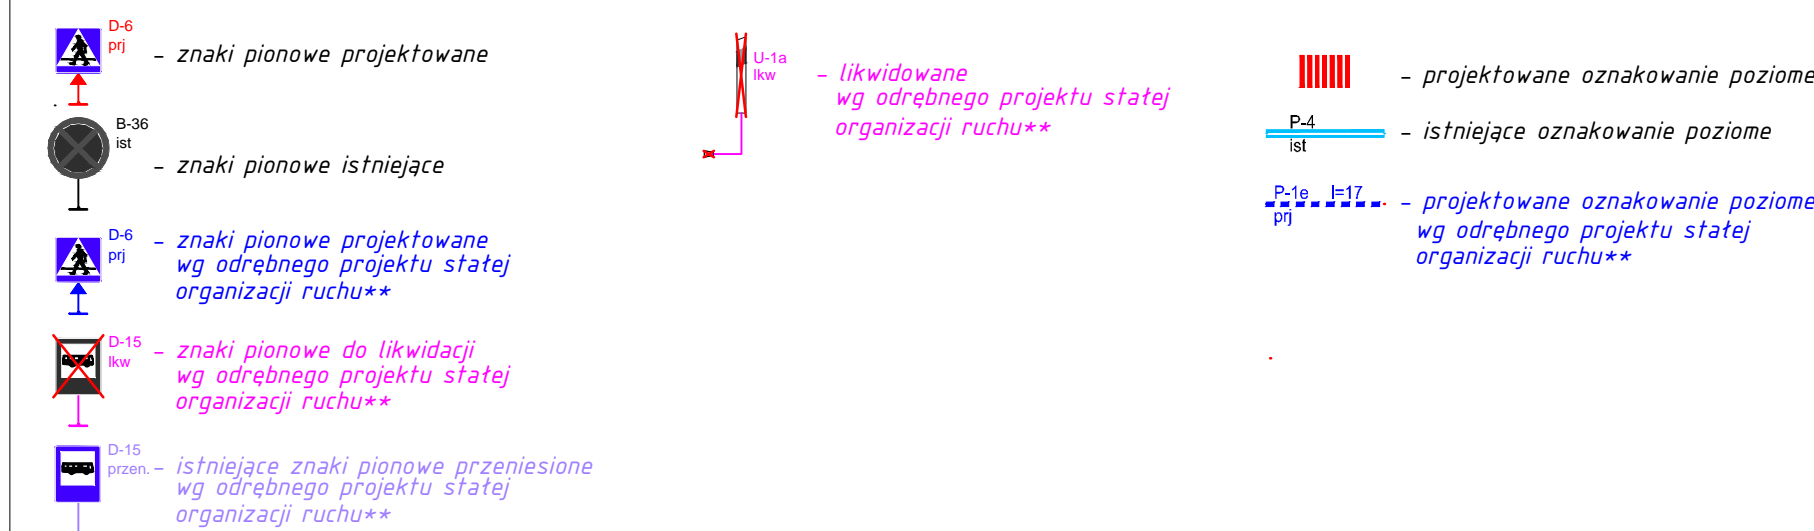 D-6
prj
– znaki pionowe projektowane
B-36
ist
– znaki pionowe istniejące
D-6
prj
– znaki pionowe projektowane
wg odrębnego projektu stałej
organizacji ruchu**
D-15
lkw
– znaki pionowe do likwidacji
wg odrębnego projektu stałej
organizacji ruchu**
D-15
przen.
– istniejące znaki pionowe przeniesione
wg odrębnego projektu stałej
organizacji ruchu**
U-1a
lkw
– likwidowane
wg odrębnego projektu stałej
organizacji ruchu**
– projektowane oznakowanie poziome
P-4
ist
– istniejące oznakowanie poziome
P-1e l=17
prj
– projektowane oznakowanie poziome
wg odrębnego projektu stałej
organizacji ruchu**